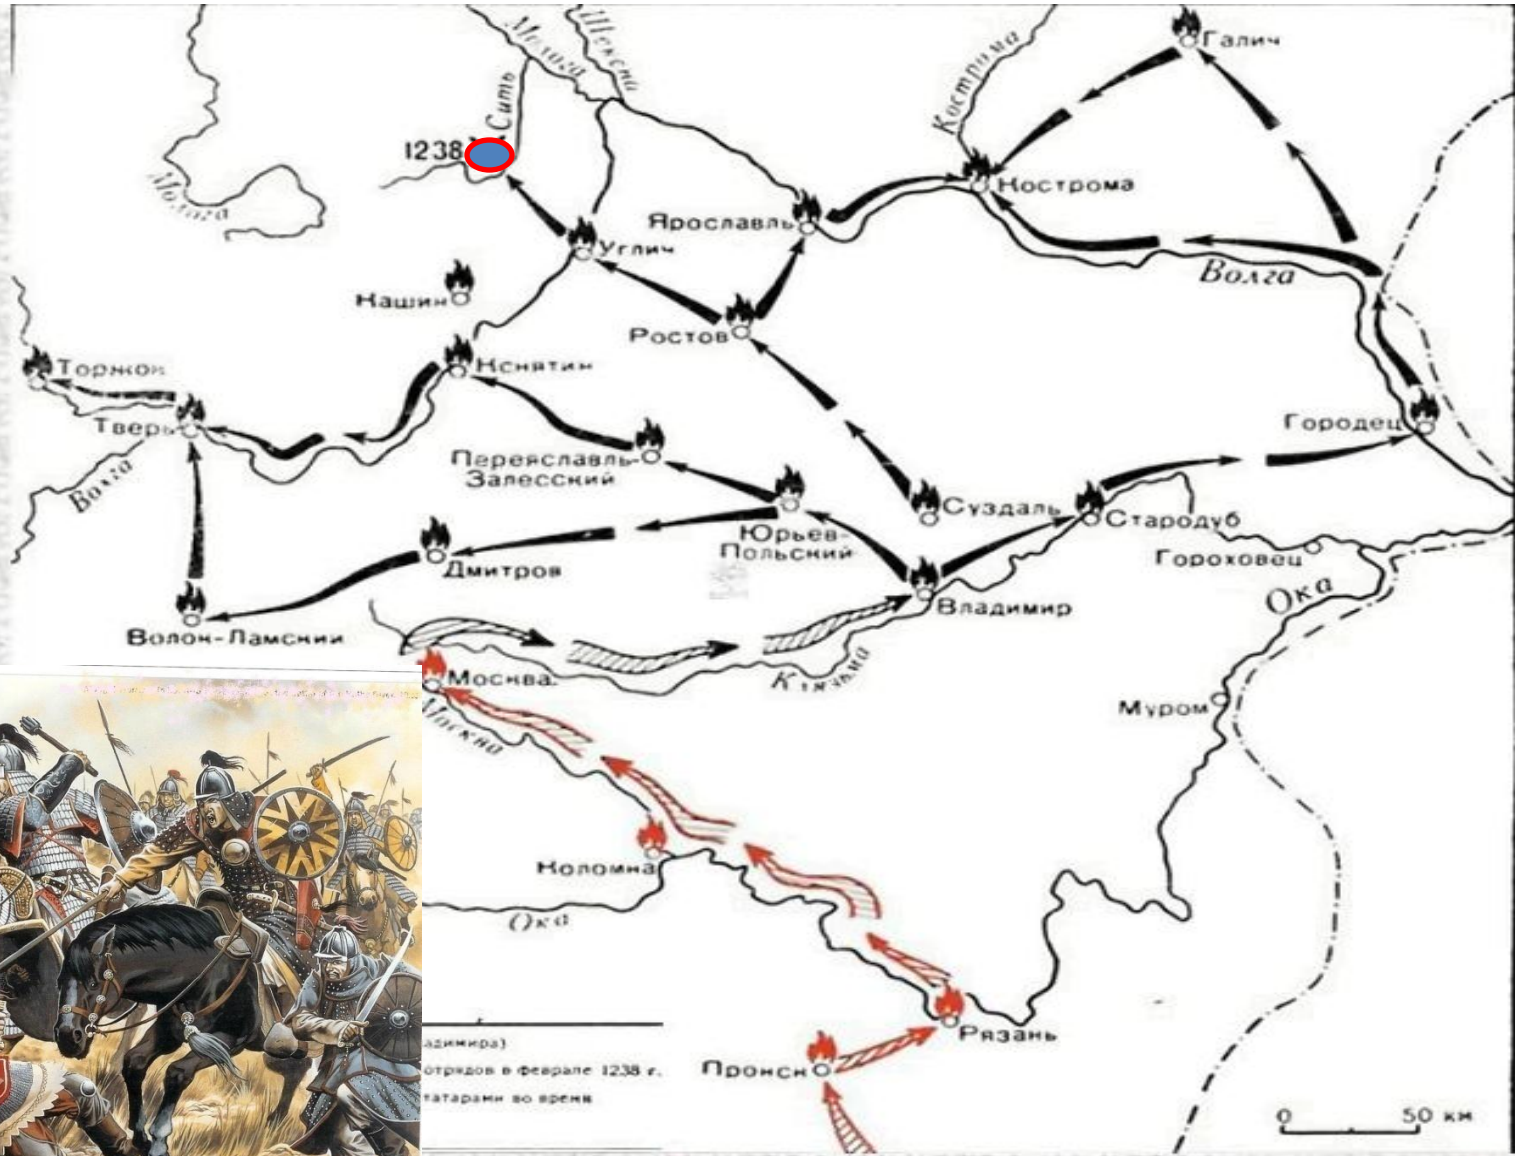 Молога
Шексна
Кострома
Галич
Сить
1238
Молога
Кострома
Ярославль
Углич
Волга
Кашин
Ростов
Торжок
Кснятин
Тверь
Городец
Переяславль-
Залесский
Волга
Суздаль
Стародуб
Юрьев-
Польский
Гороховец
Дмитров
Ока
Владимир
Волок-Ламский
Клязьма
Москва
Москва
Муром
Коломна
Ока
Рязань
адимира)
отрядов в феврале 1238 г.
Пронск
татарами во время
0 50 км